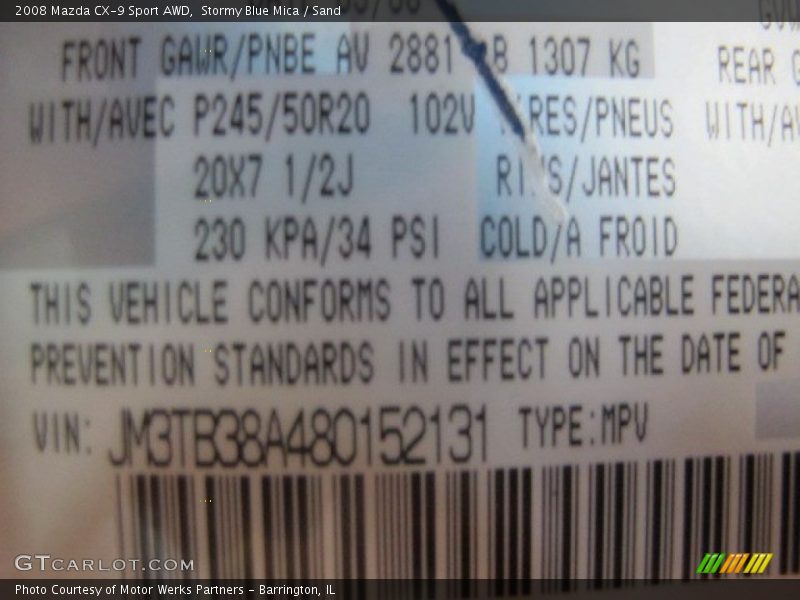 2008 Mazda CX-9 Sport AWD, Stormy Blue Mica / Sand
FRONT GAWR/PNBE AV 2881 1307 KG REAR
WITH/AVEC P245/50R20 102V PNEUS WITH/
20X7 1/2J JANTES
230 KPA/34 PSI COLD/A FROID
THIS VEHICLE CONFORMS TO ALL APPLICABLE FEDERA
PREVENTION STANDARDS IN EFFECT ON THE DATE OF
VIN: JM3TB38A480152131 TYPE:MPV
GTCARLOT.COM
Photo Courtesy of Motor Werks Partners - Barrington, IL